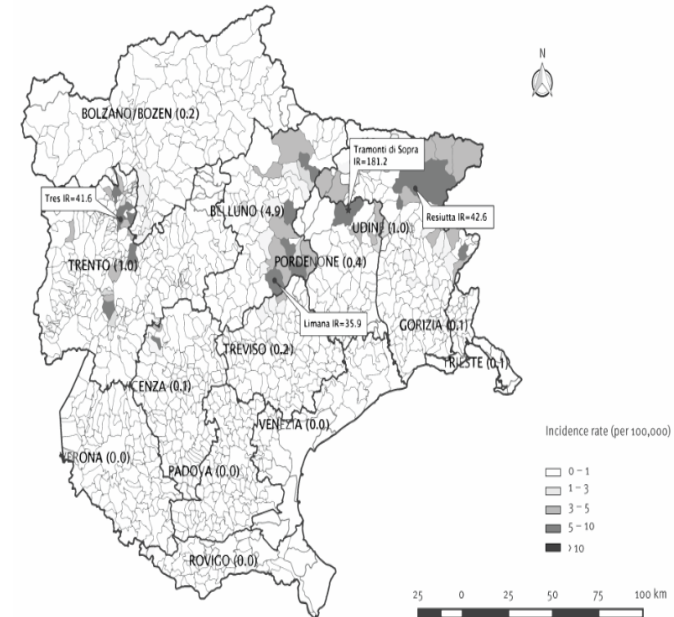 N
BOLZANO/BOZEN (0.2)
Tramonti di Sopra
IR=181.2
Tres IR=41.6
BELLUNO (4.9)
Resiutta IR=42.6
UDINE (1.0)
TRENTO (1.0)
PORDENONE (0.4)
Limana IR=35.9
GORIZIA (0.1)
TREVISO (0.2)
TRIESTE (0.1)
VICENZA (0.1)
VENEZIA (0.0)
VERONA (0.0)
PADOVA (0.0)
ROVIGO (0.0)
Incidence rate (per 100,000)
0 – 1
1 – 3
3 – 5
5 – 10
>10
25 0 25 50 75 100 km